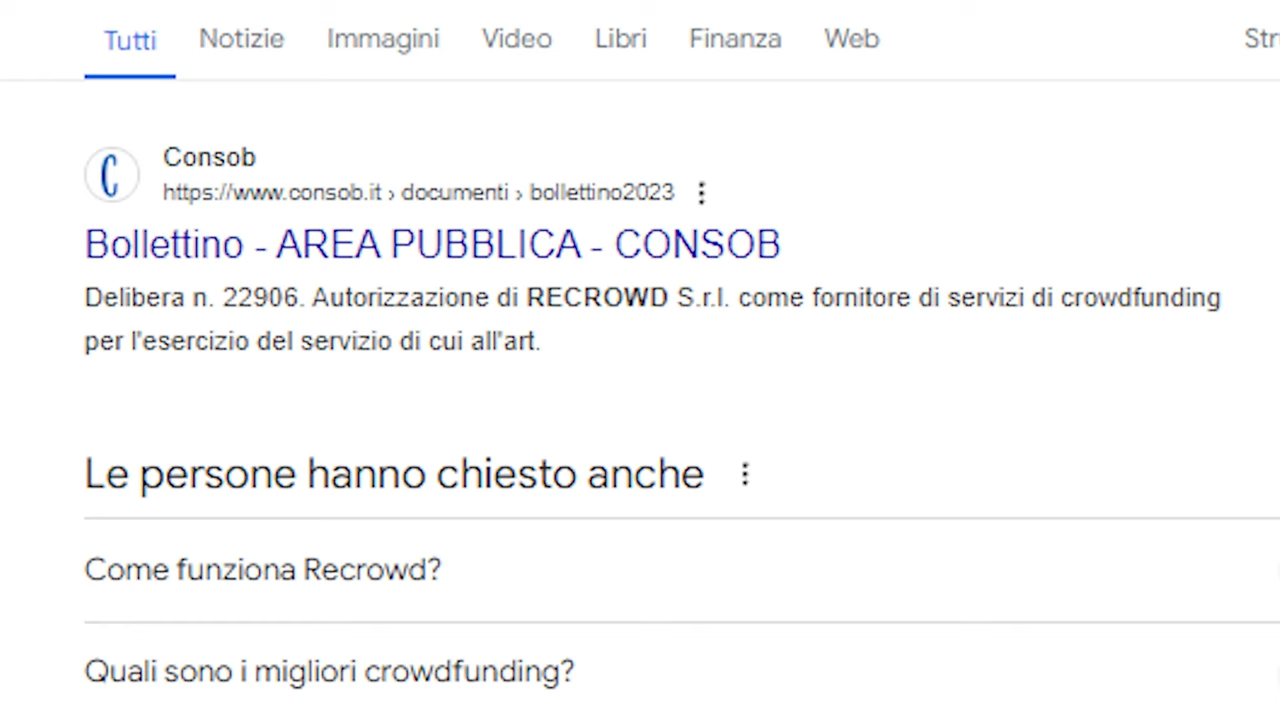 Tutti Notizie Immagini Video Libri Finanza Web
Consob
https://www.consob.it › documenti › bollettino2023
Bollettino - AREA PUBBLICA - CONSOB
Delibera n. 22906. Autorizzazione di RECROWD S.r.l. come fornitore di servizi di crowdfunding
per l'esercizio del servizio di cui all'art.
Le persone hanno chiesto anche
Come funziona Recrowd?
Quali sono i migliori crowdfunding?